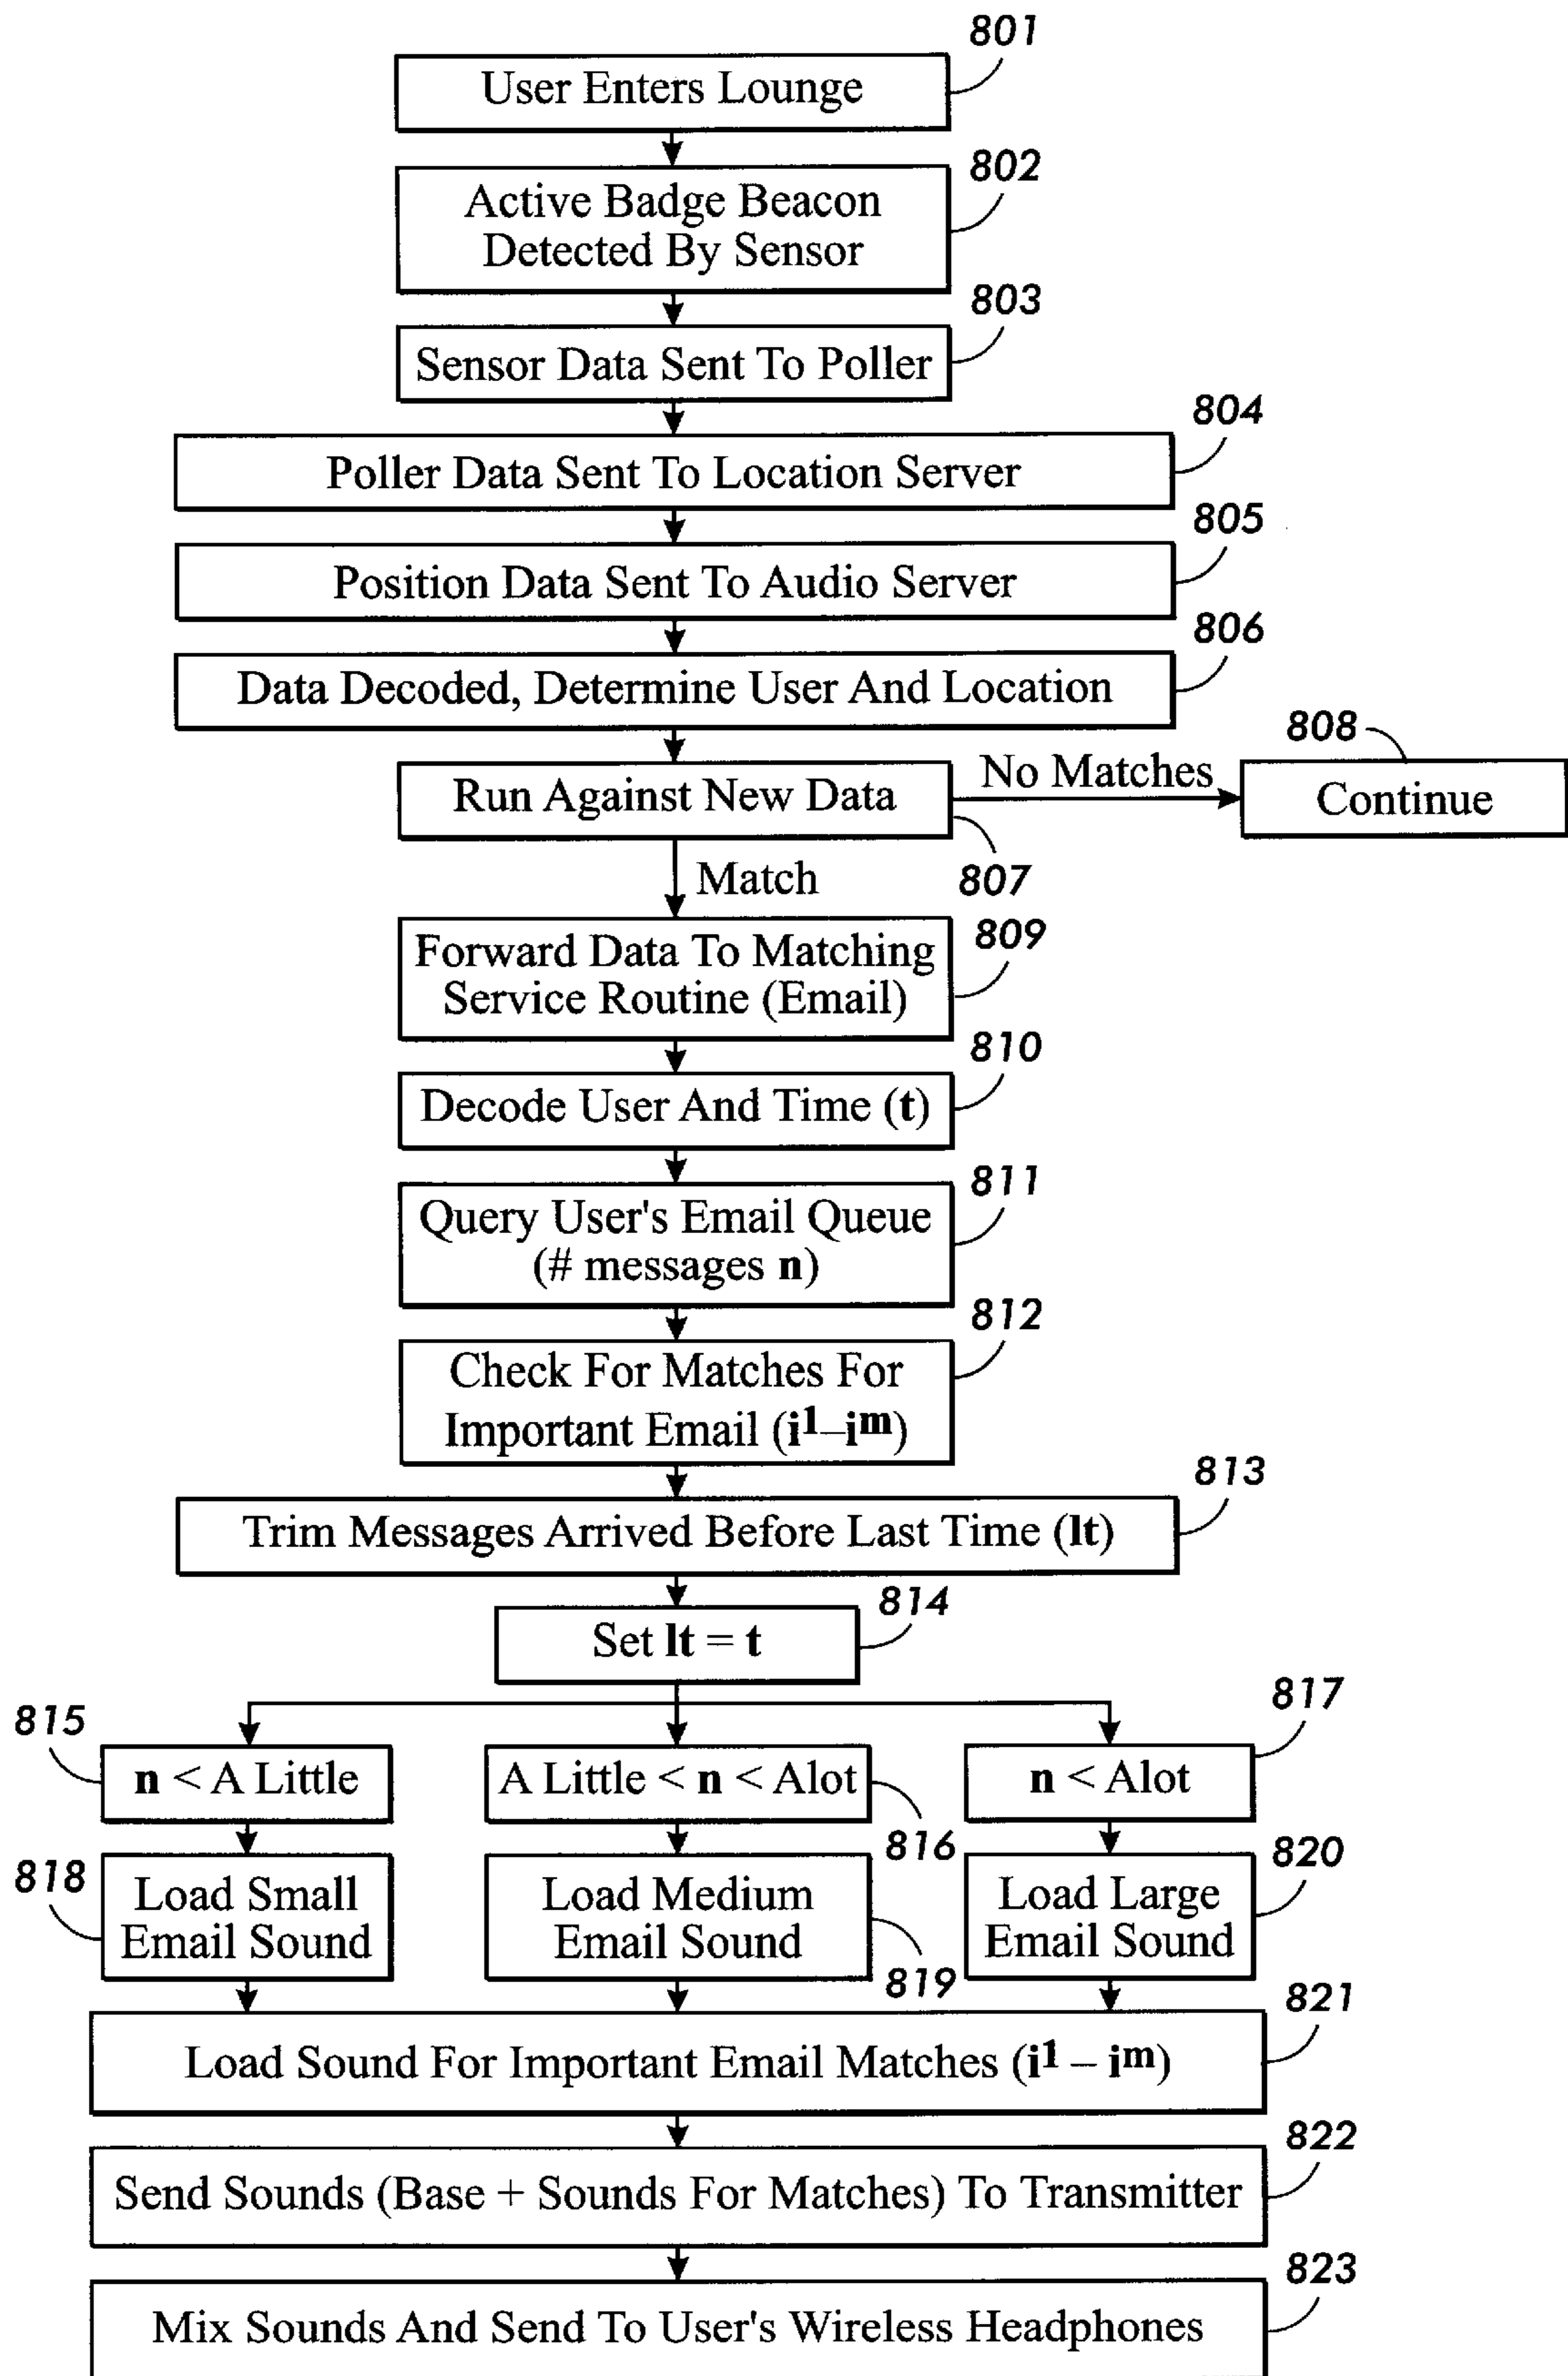 801
User Enters Lounge
802
Active Badge Beacon
Detected By Sensor
803
Sensor Data Sent To Poller
804
Poller Data Sent To Location Server
805
Position Data Sent To Audio Server
806
Data Decoded, Determine User And Location
808
Run Against New Data
No Matches
Continue
807
Match
809
Forward Data To Matching
Service Routine (Email)
810
Decode User And Time (t)
811
Query User's Email Queue
(# messages n)
812
Check For Matches For
Important Email (i¹–iᵐ)
813
Trim Messages Arrived Before Last Time (lt)
814
Set lt = t
815
817
n < A Little
A Little < n < Alot
n < Alot
816
818
820
Load Small
Email Sound
Load Medium
Email Sound
Load Large
Email Sound
819
821
Load Sound For Important Email Matches (i¹ – iᵐ)
822
Send Sounds (Base + Sounds For Matches) To Transmitter
823
Mix Sounds And Send To User's Wireless Headphones